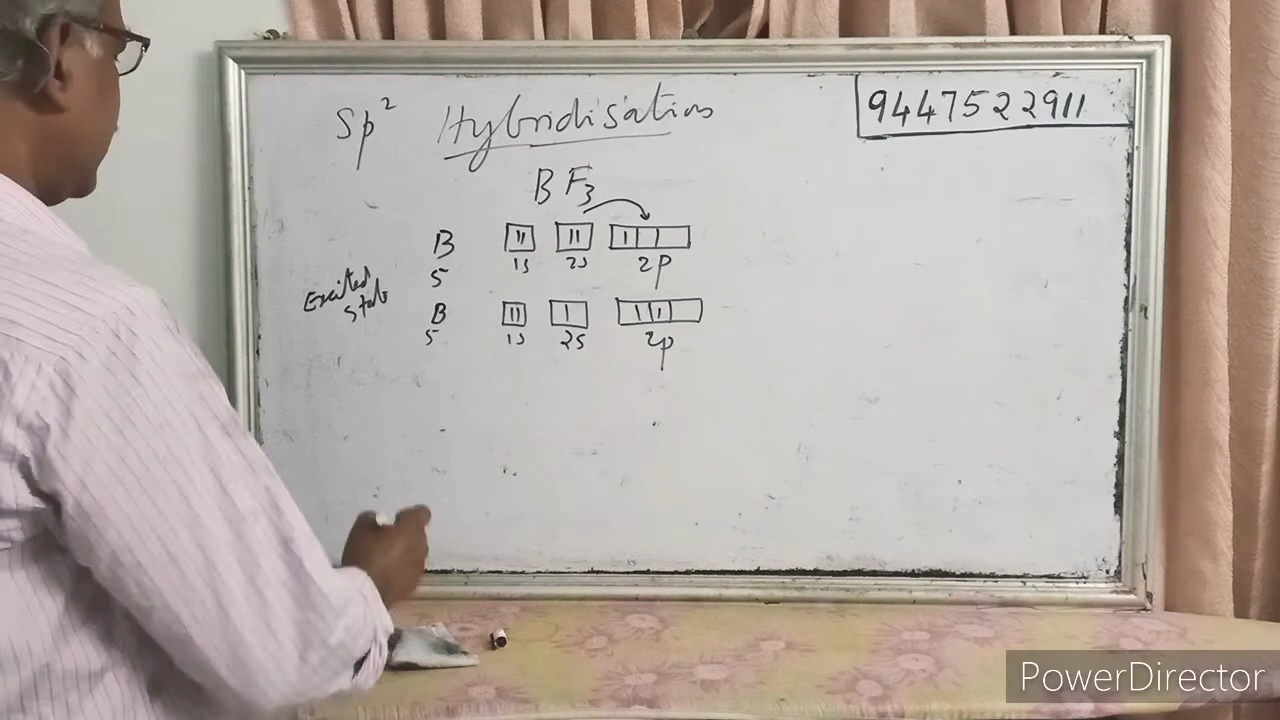 Sp² Hybridisation
9447522911
BF₃
B
1s 2s 2p
5
Excited State
B
5 1s 2s 2p
PowerDirector